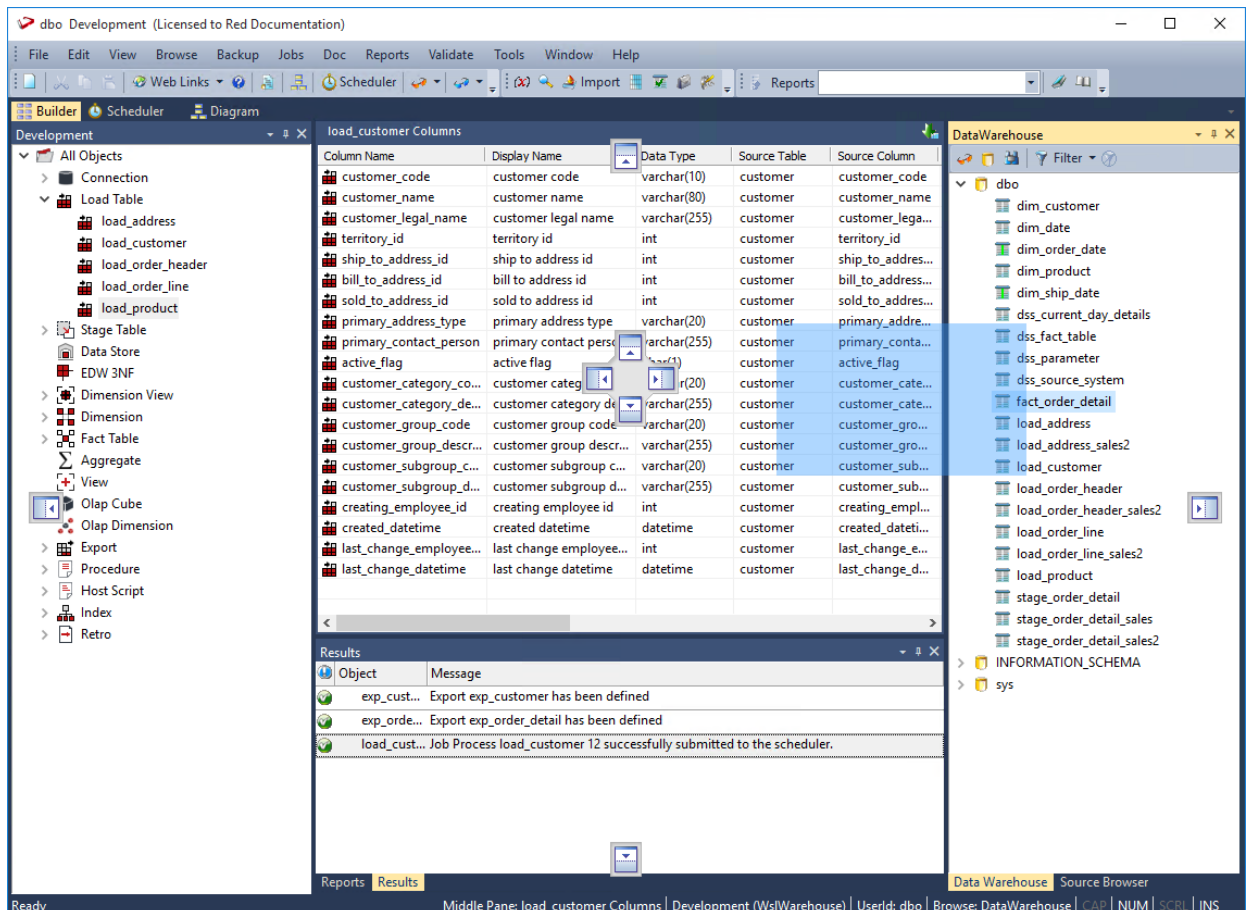 dbo Development (Licensed to Red Documentation)
File Edit View Browse Backup Jobs Doc Reports Validate Tools Window Help
Web Links Scheduler Import Reports
Builder Scheduler Diagram
Development
All Objects
Connection
Load Table
load_address
load_customer
load_order_header
load_order_line
load_product
Stage Table
Data Store
EDW 3NF
Dimension View
Dimension
Fact Table
Aggregate
View
Olap Cube
Olap Dimension
Export
Procedure
Host Script
Index
Retro
load_customer Columns
Column Name Display Name Data Type Source Table Source Column
customer_code customer code varchar(10) customer customer_code
customer_name customer name varchar(80) customer customer_name
customer_legal_name customer legal name varchar(255) customer customer_lega...
territory_id territory id int customer territory_id
ship_to_address_id ship to address id int customer ship_to_addres...
bill_to_address_id bill to address id int customer bill_to_address...
sold_to_address_id sold to address id int customer sold_to_addres...
primary_address_type primary address type varchar(20) customer primary_addre...
primary_contact_person primary contact varchar(255) customer primary_conta...
active_flag active flag customer active_flag
customer_category_co... customer customer customer_cate...
customer_category_de... customer category varchar(255) customer customer_cate...
customer_group_code customer group code varchar(20) customer customer_gro...
customer_group_descr... customer group descr... varchar(255) customer customer_gro...
customer_subgroup_c... customer subgroup c... varchar(20) customer customer_sub...
customer_subgroup_d... customer subgroup d... varchar(255) customer customer_sub...
creating_employee_id creating employee id int customer creating_empl...
created_datetime created datetime datetime customer created_dateti...
last_change_employee... last change employee... int customer last_change_e...
last_change_datetime last change datetime datetime customer last_change_d...
Results
Object Message
exp_cust... Export exp_customer has been defined
exp_orde... Export exp_order_detail has been defined
load_cust... Job Process load_customer 12 successfully submitted to the scheduler.
Reports Results
DataWarehouse
Filter
dbo
dim_customer
dim_date
dim_order_date
dim_product
dim_ship_date
dss_current_day_details
dss_fact_table
dss_parameter
dss_source_system
fact_order_detail
load_address
load_address_sales2
load_customer
load_order_header
load_order_header_sales2
load_order_line
load_order_line_sales2
load_product
stage_order_detail
stage_order_detail_sales
stage_order_detail_sales2
INFORMATION_SCHEMA
sys
Data Warehouse Source Browser
Ready Middle Pane: load_customer Columns Development (WslWarehouse) UserId: dbo Browse: DataWarehouse CAP NUM SCRL INS